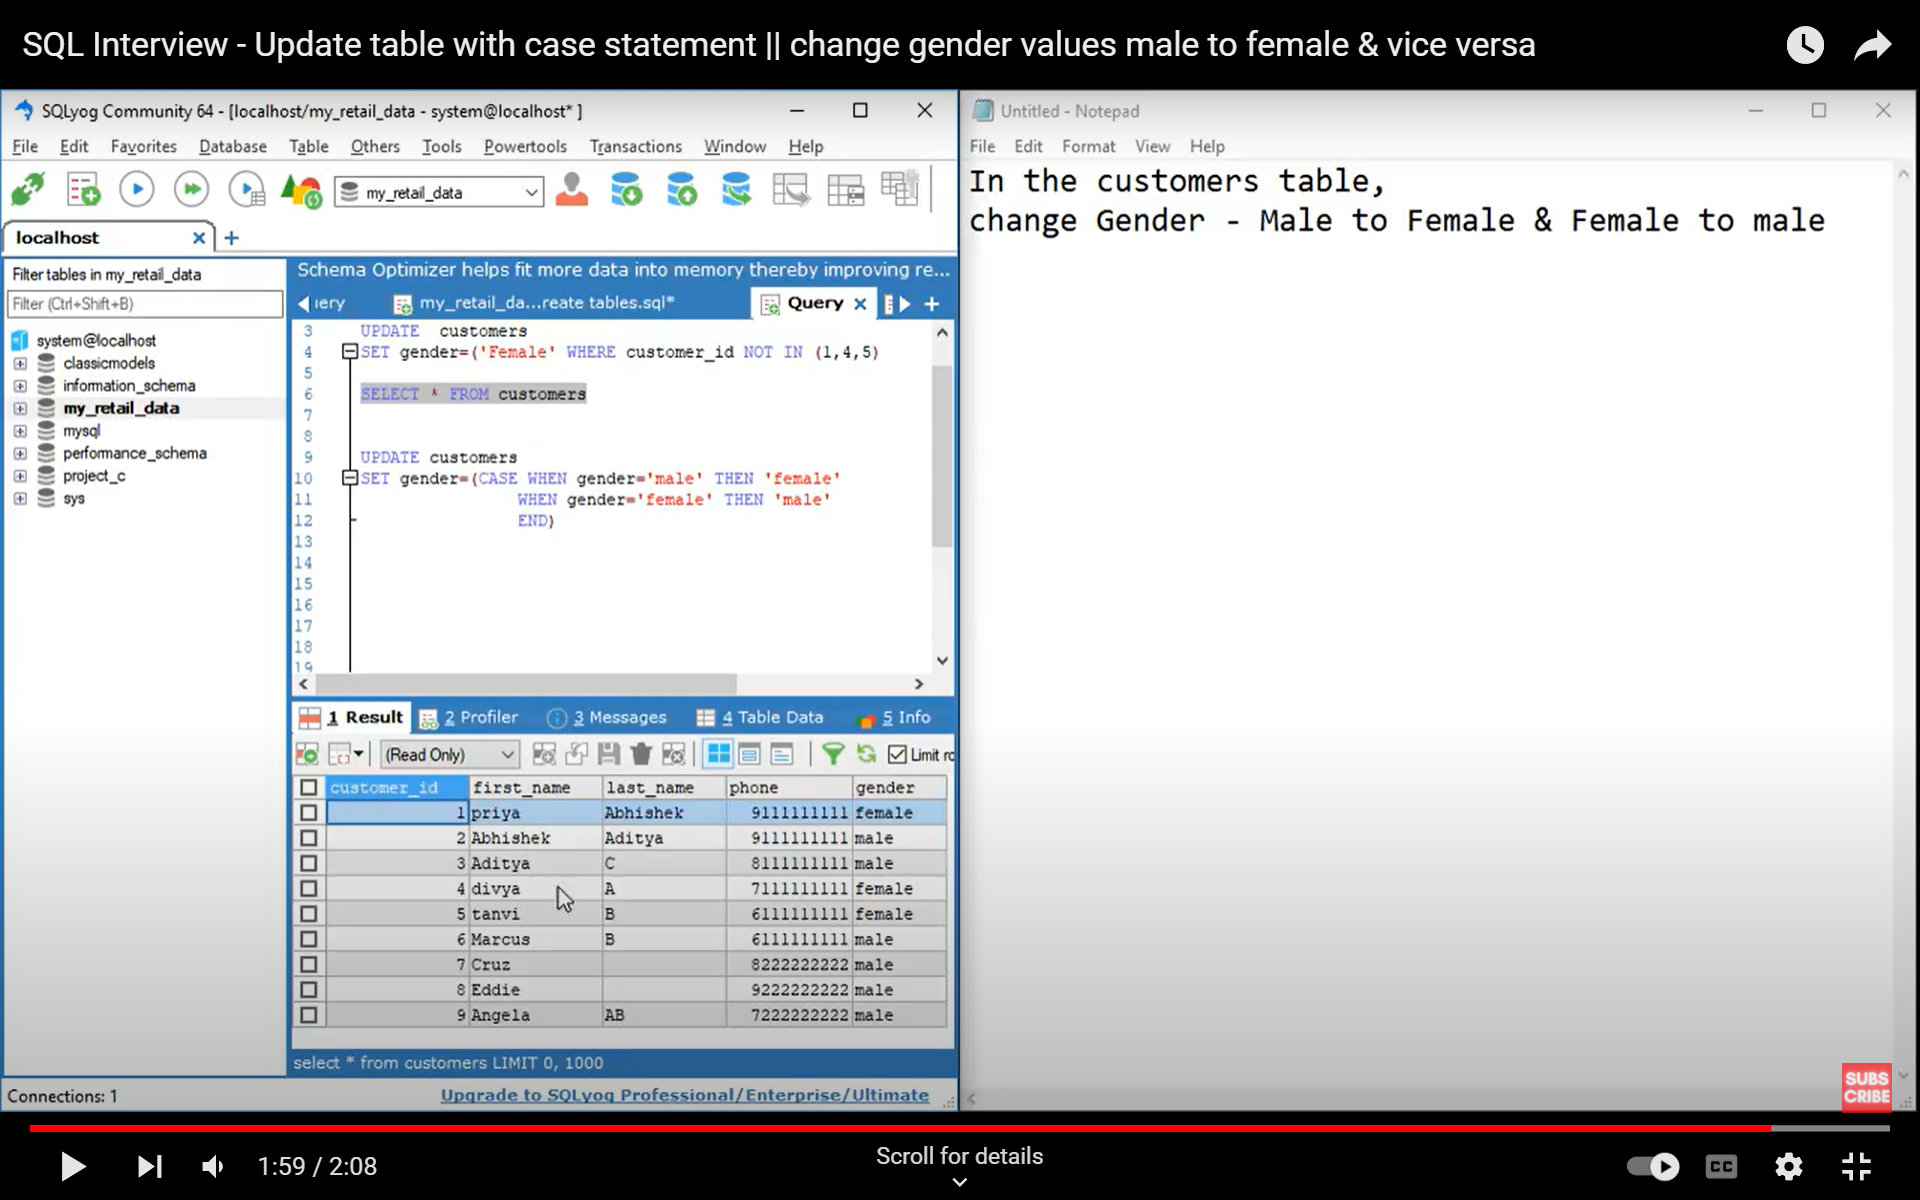 SQL Interview - Update table with case statement || change gender values male to female & vice versa
SQLyog Community 64 - [localhost/my_retail_data - system@localhost* ]
File Edit Favorites Database Table Others Tools Powertools Transactions Window Help
my_retail_data
localhost
Filter tables in my_retail_data
Filter (Ctrl+Shift+B)
system@localhost
classicmodels
information_schema
my_retail_data
mysql
performance_schema
project_c
sys
Schema Optimizer helps fit more data into memory thereby improving re...
iery my_retail_da...reate tables.sql* Query
3 UPDATE customers
4 SET gender=('Female' WHERE customer_id NOT IN (1,4,5)
5
6 SELECT * FROM customers
7
8
9 UPDATE customers
10 SET gender=(CASE WHEN gender='male' THEN 'female'
11 WHEN gender='female' THEN 'male'
12 END)
13
14
15
16
17
18
19
1 Result 2 Profiler 3 Messages 4 Table Data 5 Info
(Read Only) Limit ro
customer_id first_name last_name phone gender
1 priya Abhishek 9111111111 female
2 Abhishek Aditya 9111111111 male
3 Aditya C 8111111111 male
4 divya A 7111111111 female
5 tanvi B 6111111111 female
6 Marcus B 6111111111 male
7 Cruz 8222222222 male
8 Eddie 9222222222 male
9 Angela AB 7222222222 male
select * from customers LIMIT 0, 1000
Connections: 1
Upgrade to SQLyog Professional/Enterprise/Ultimate
Untitled - Notepad
File Edit Format View Help
In the customers table,
change Gender - Male to Female & Female to male
SUBS
CRIBE
1:59 / 2:08
Scroll for details
CC